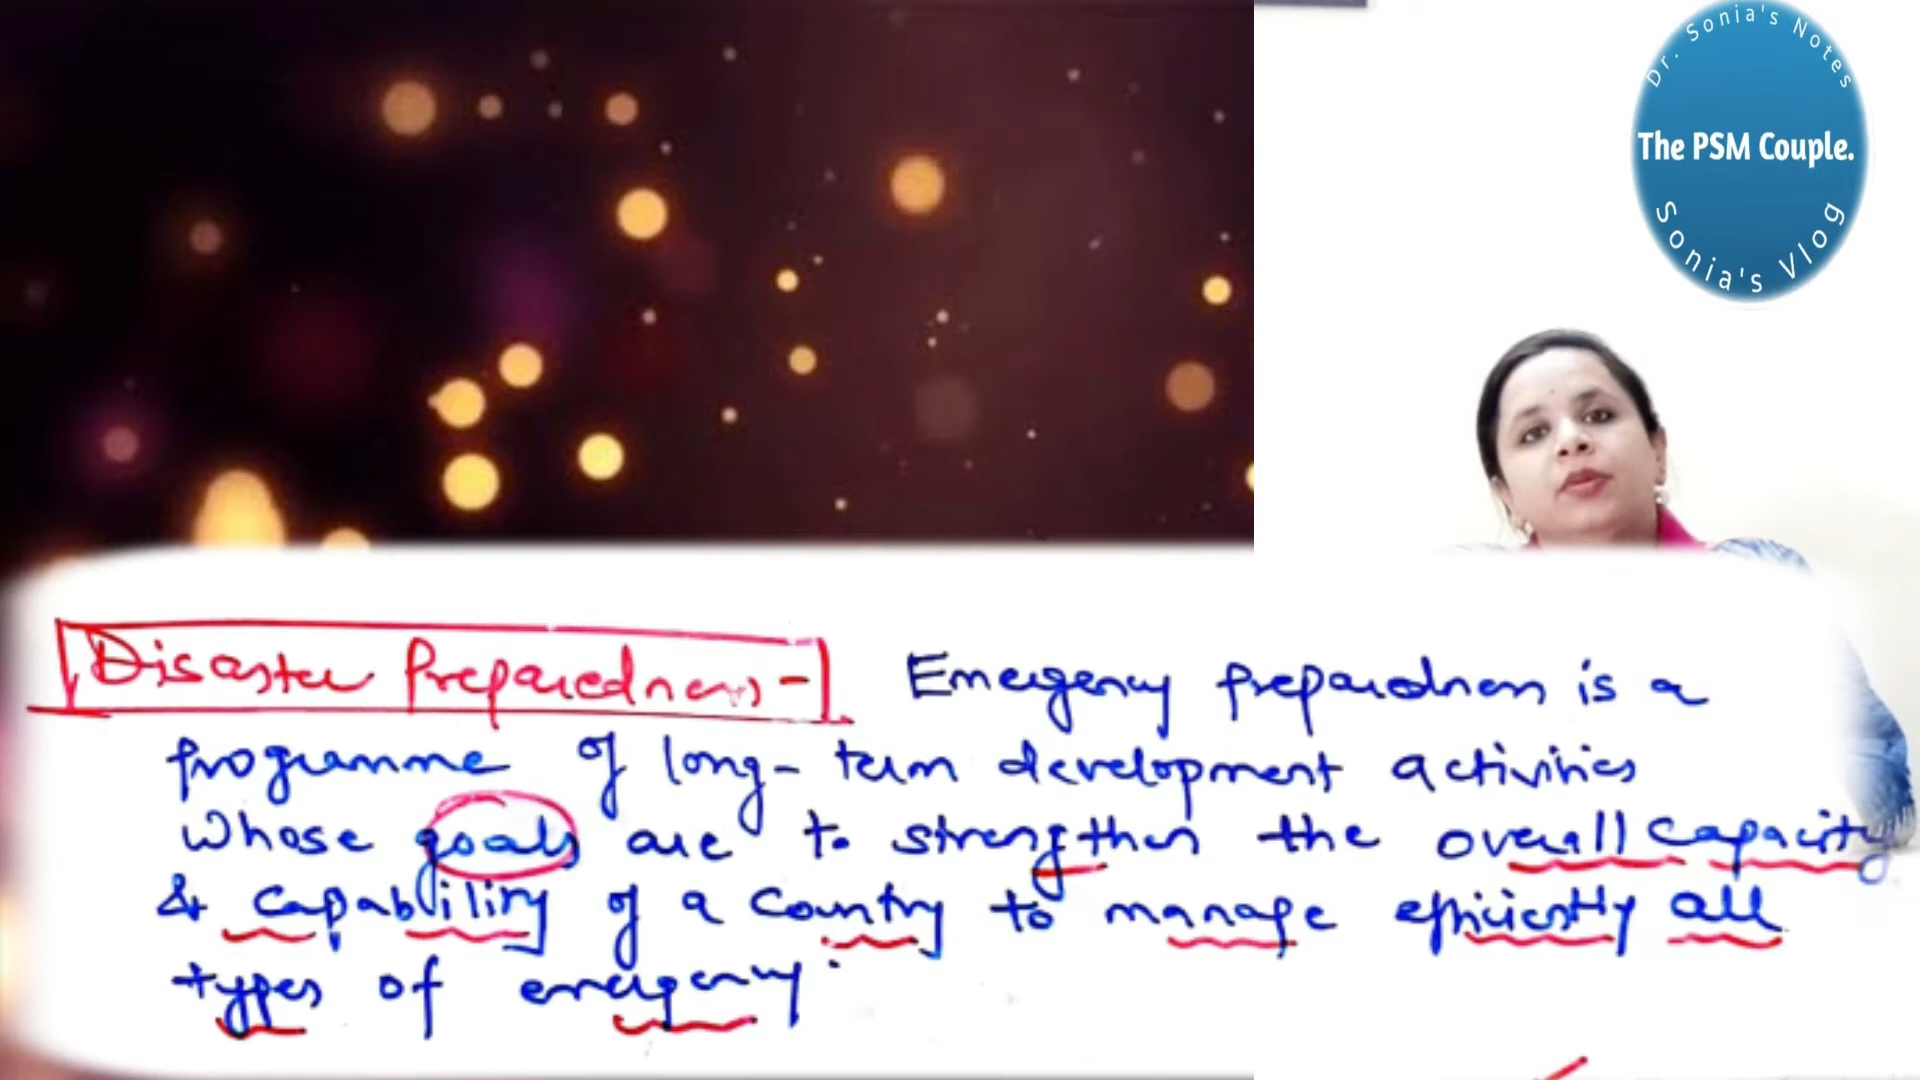 Dr. Sonia's Notes
The PSM Couple.
Sonia's Vlog
Disaster Preparedness - Emergency preparedness is a
programme of long-term development activities
whose goals are to strengthen the overall capacity
& capability of a country to manage efficiently all
types of emergency.